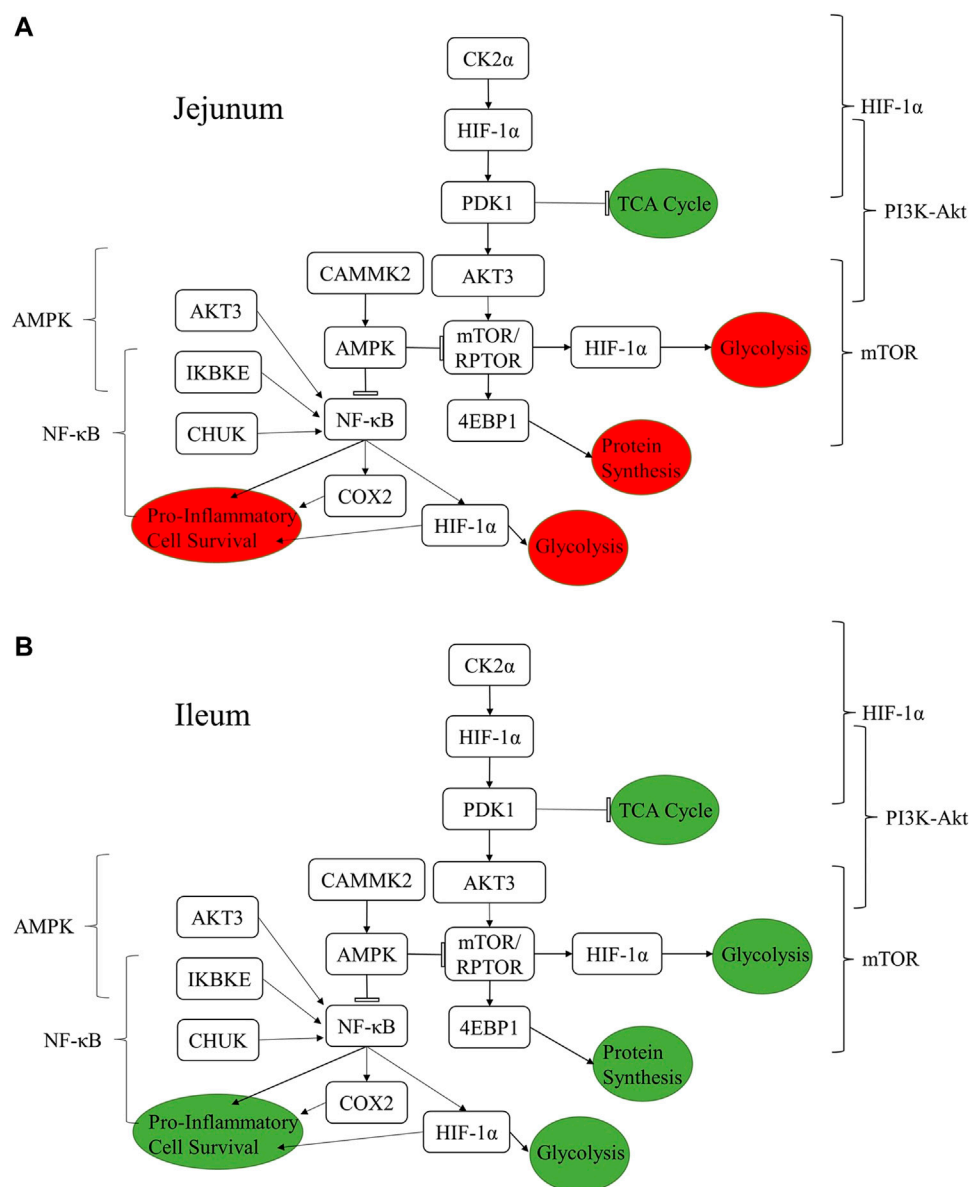 A
CK2α
Jejunum
HIF-1α
HIF-1α
PDK1
TCA Cycle
PI3K-Akt
CAMMK2
AKT3
AMPK
AKT3
AMPK
mTOR/
RPTOR
HIF-1α
Glycolysis
mTOR
IKBKE
NF-κB
CHUK
NF-κB
4EBP1
Protein
Synthesis
COX2
Pro-Inflammatory
Cell Survival
HIF-1α
Glycolysis
B
CK2α
Ileum
HIF-1α
HIF-1α
PDK1
TCA Cycle
PI3K-Akt
CAMMK2
AKT3
AMPK
AKT3
AMPK
mTOR/
RPTOR
HIF-1α
Glycolysis
mTOR
IKBKE
NF-κB
CHUK
NF-κB
4EBP1
Protein
Synthesis
COX2
Pro-Inflammatory
Cell Survival
HIF-1α
Glycolysis